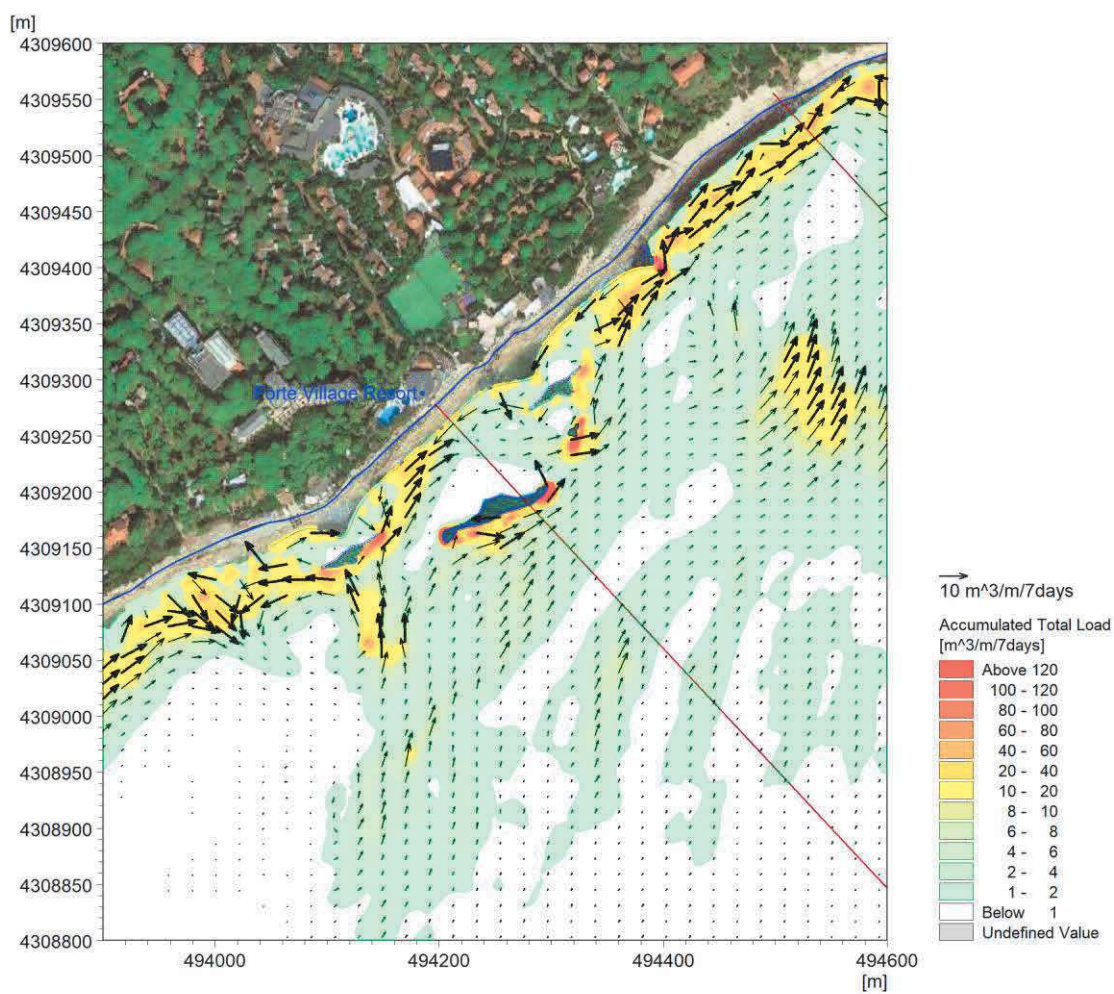 [m]
4309600
4309550
4309500
4309450
4309400
4309350
4309300
4309250
4309200
4309150
4309100
4309050
4309000
4308950
4308900
4308850
4308800
494000 494200 494400 494600
[m]
Forte Village Resort
10 m^3/m/7days
Accumulated Total Load
[m^3/m/7days]
Above 120
100 - 120
80 - 100
60 - 80
40 - 60
20 - 40
10 - 20
8 - 10
6 - 8
4 - 6
2 - 4
1 - 2
Below 1
Undefined Value